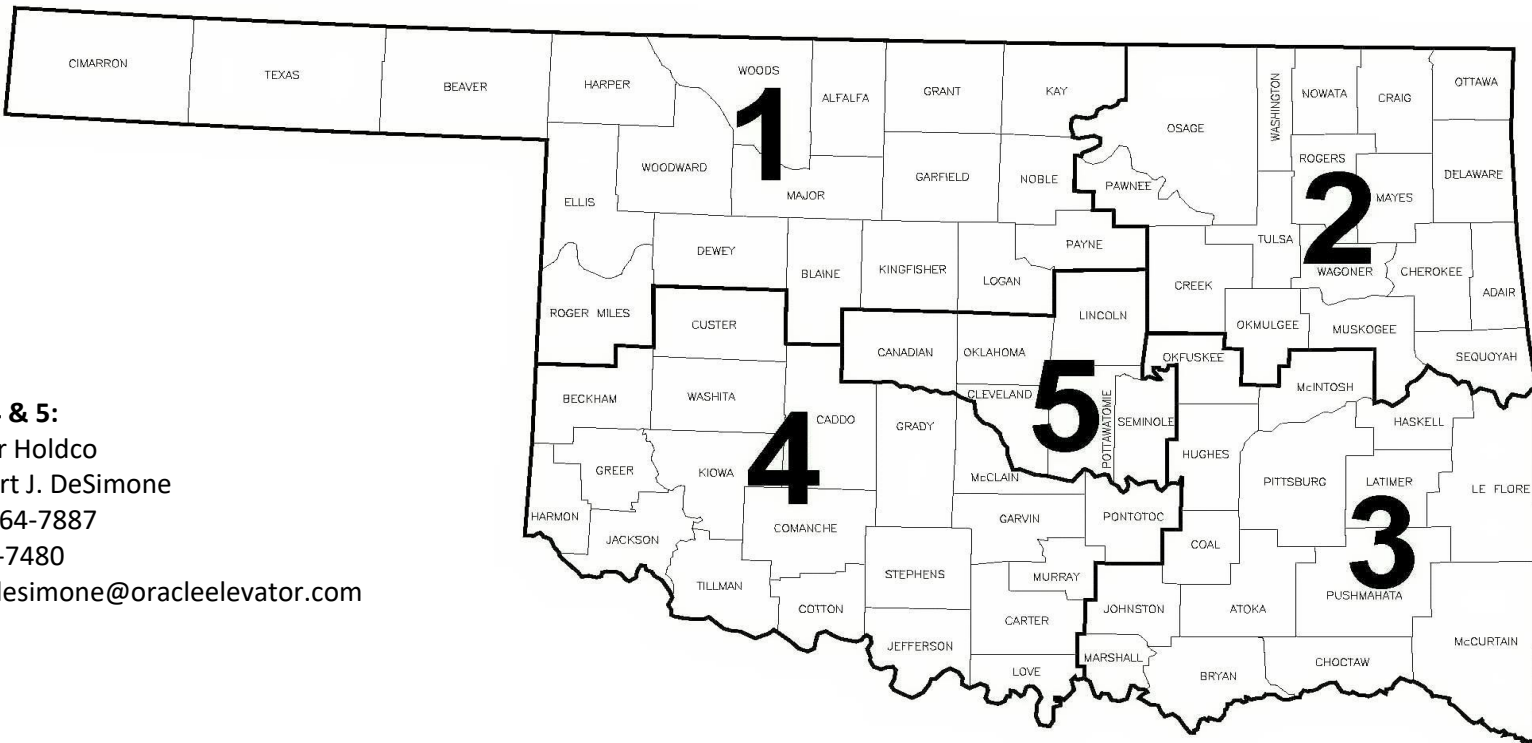 CIMARRON
TEXAS
BEAVER
HARPER
WOODS
ALFALFA
GRANT
KAY
OSAGE
WASHINGTON
NOWATA
CRAIG
OTTAWA
1
WOODWARD
MAJOR
GARFIELD
NOBLE
PAWNEE
ROGERS
MAYES
DELAWARE
2
ELLIS
DEWEY
BLAINE
KINGFISHER
LOGAN
PAYNE
CREEK
TULSA
WAGONER
CHEROKEE
ADAIR
ROGER MILES
CUSTER
CANADIAN
OKLAHOMA
LINCOLN
OKMULGEE
MUSKOGEE
SEQUOYAH
OKFUSKEE
McINTOSH
BECKHAM
WASHITA
CADDO
GRADY
CLEVELAND
5
POTTAWATOMIE
SEMINOLE
HUGHES
HASKELL
4
GREER
KIOWA
McCLAIN
PITTSBURG
LATIMER
LE FLORE
HARMON
JACKSON
COMANCHE
GARVIN
PONTOTOC
COAL
3
TILLMAN
COTTON
STEPHENS
MURRAY
JOHNSTON
ATOKA
PUSHMAHATA
McCURTAIN
JEFFERSON
CARTER
LOVE
MARSHALL
BRYAN
CHOCTAW
& 5:
Holdco
J. DeSimone
64-7887
-7480
desimone@oracleelevator.com